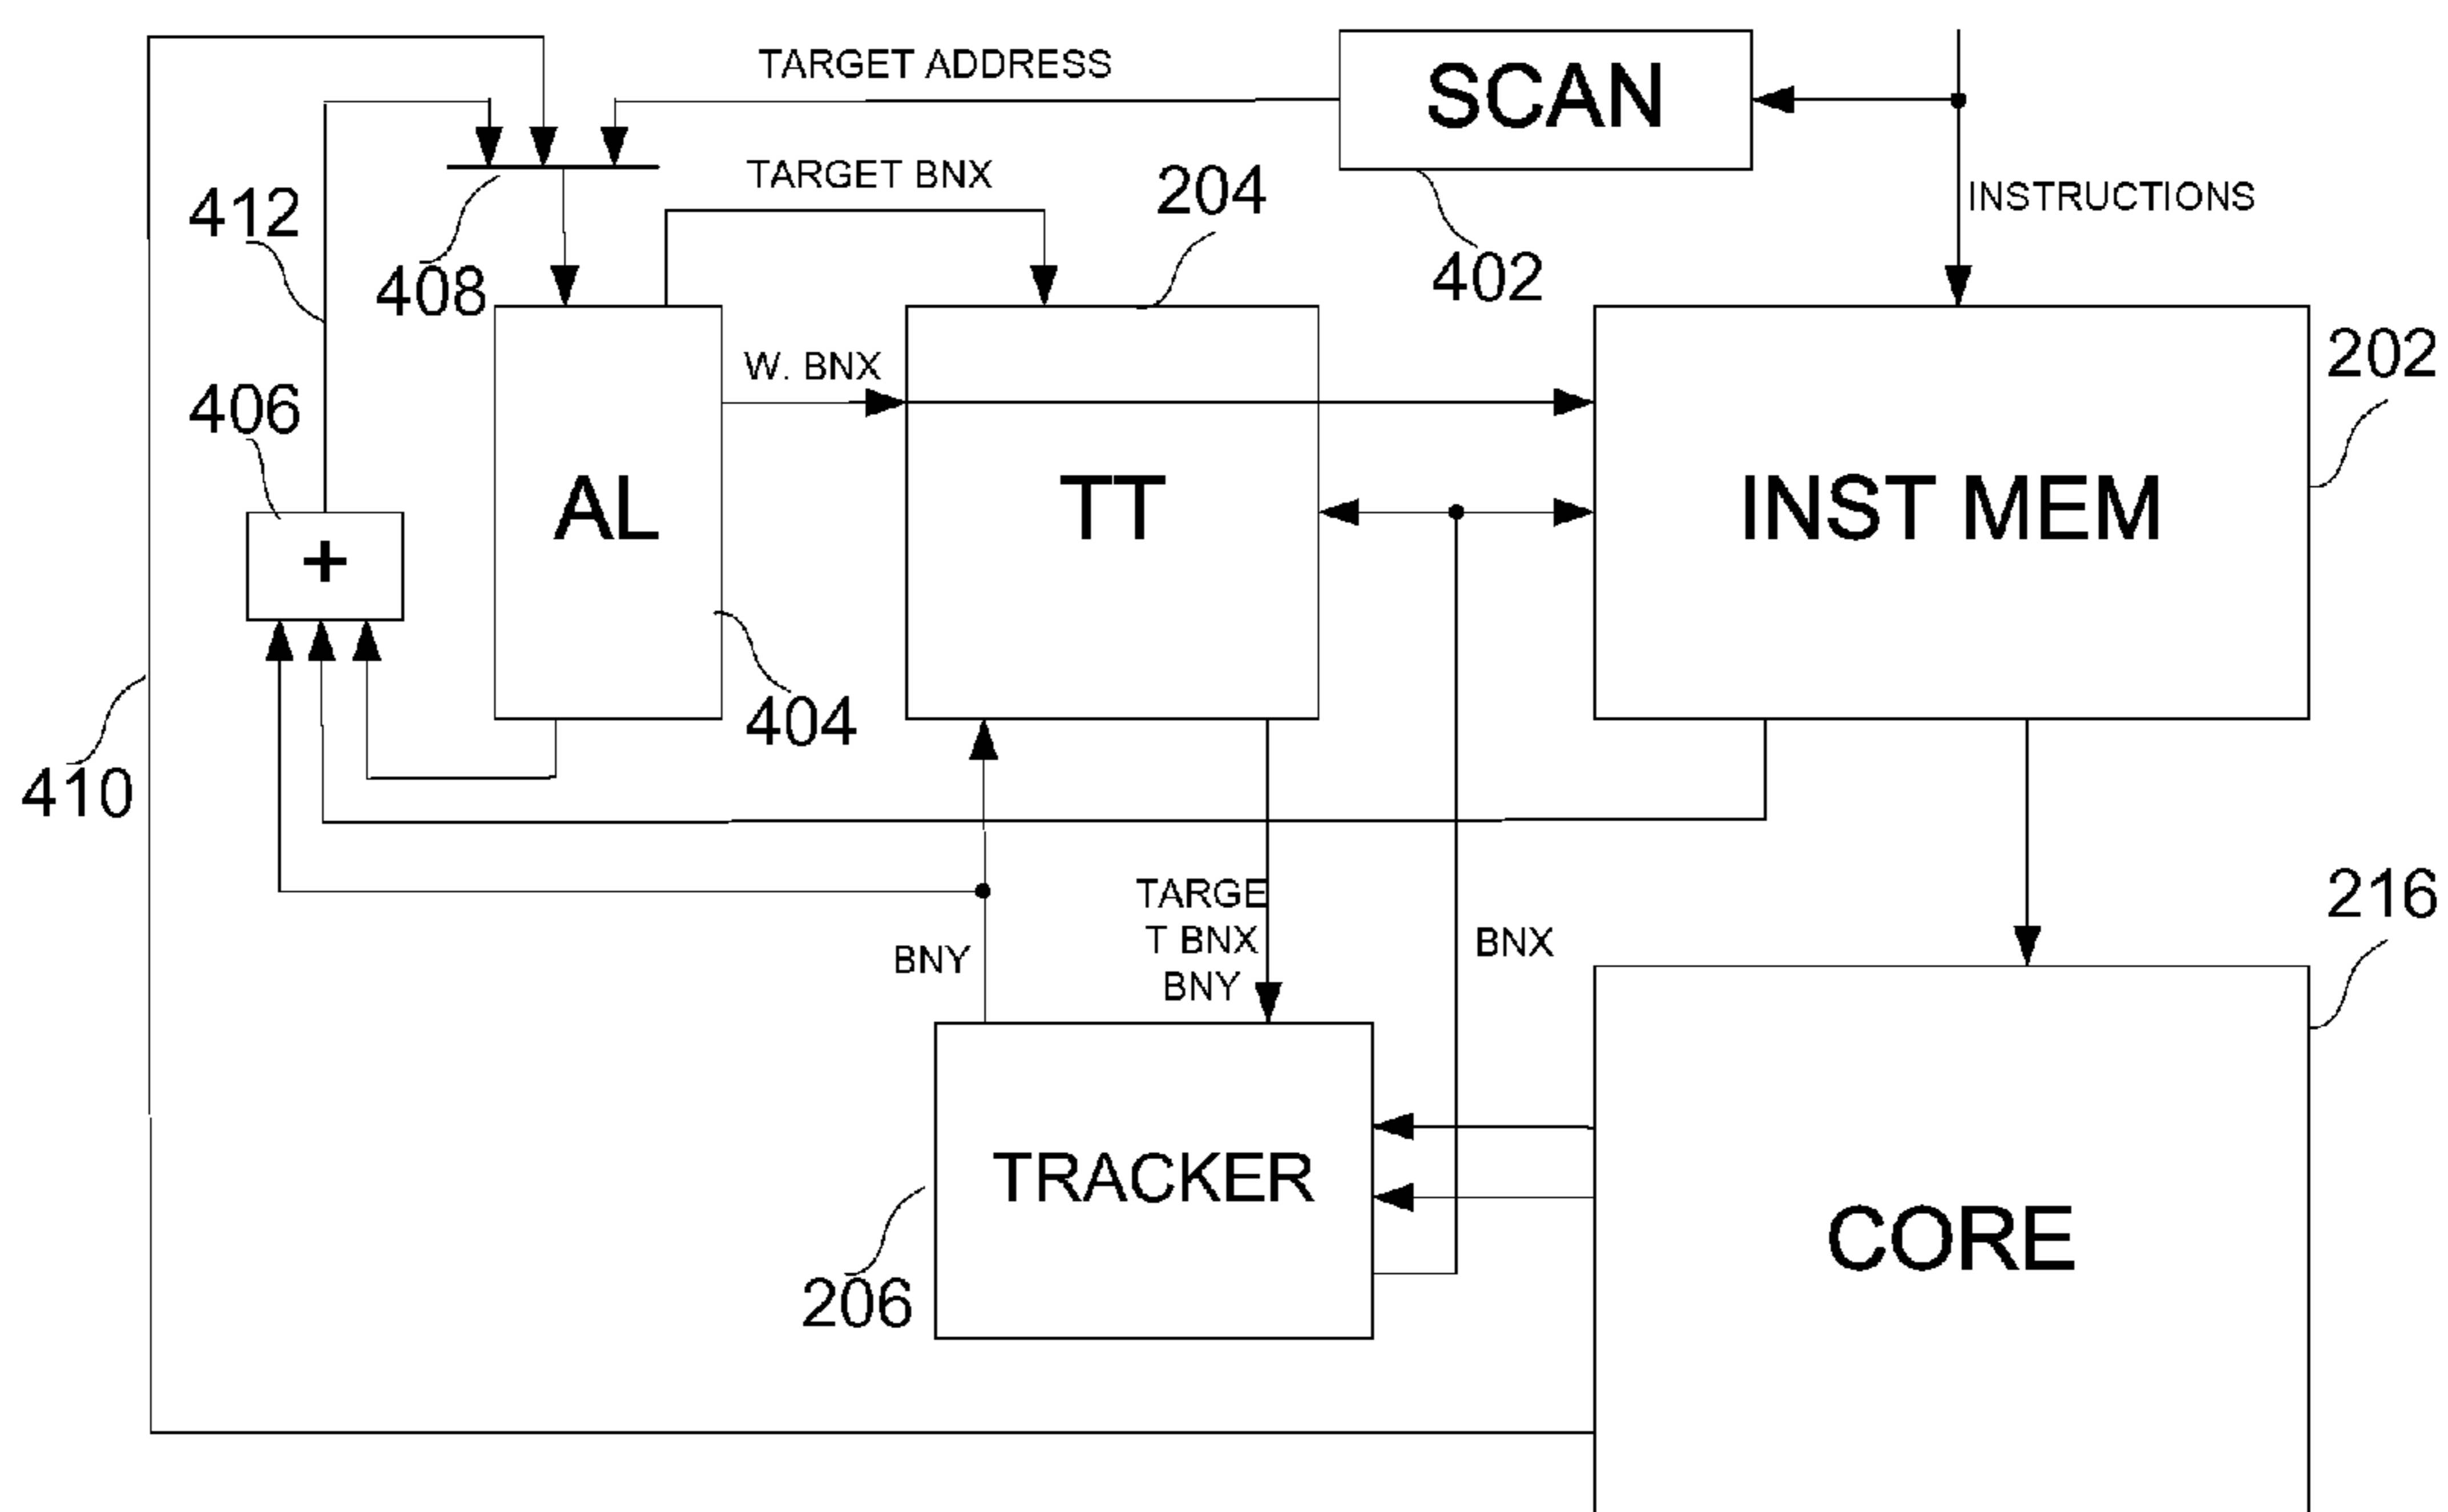 TARGET ADDRESS
SCAN
TARGET BNX
204
INSTRUCTIONS
412
408
402
W. BNX
202
406
AL
TT
INST MEM
+
404
410
216
TARGE
T BNX
BNY
BNY
BNX
TRACKER
CORE
206